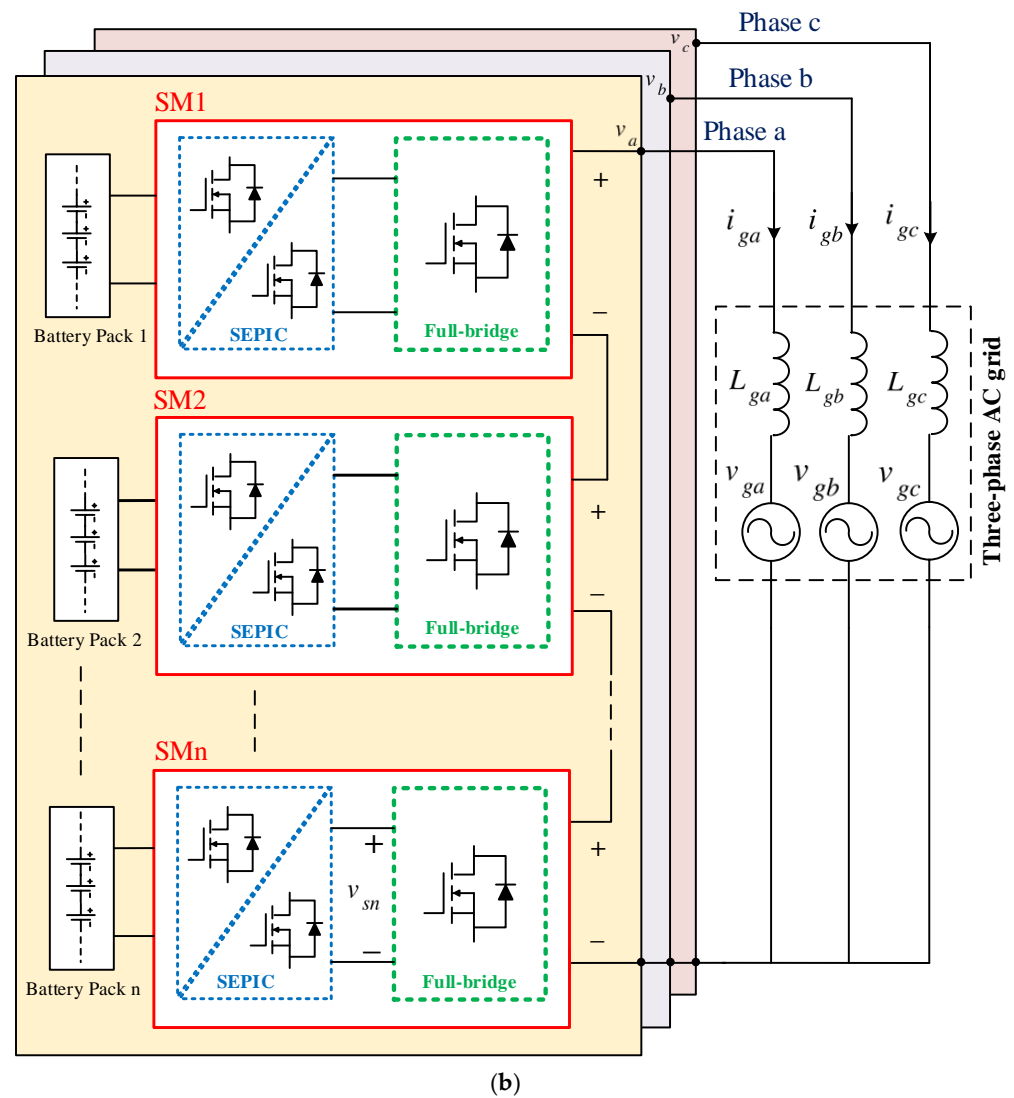 Phase c
v_c
Phase b
v_b
SM1
Phase a
v_a
+
i_ga
i_gb
i_gc
Battery Pack 1
SEPIC
Full-bridge
−
L_ga
L_gb
L_gc
Three-phase AC grid
SM2
v_ga
v_gb
v_gc
+
−
Battery Pack 2
SEPIC
Full-bridge
SMn
+
+
v_sn
−
−
Battery Pack n
SEPIC
Full-bridge
(b)